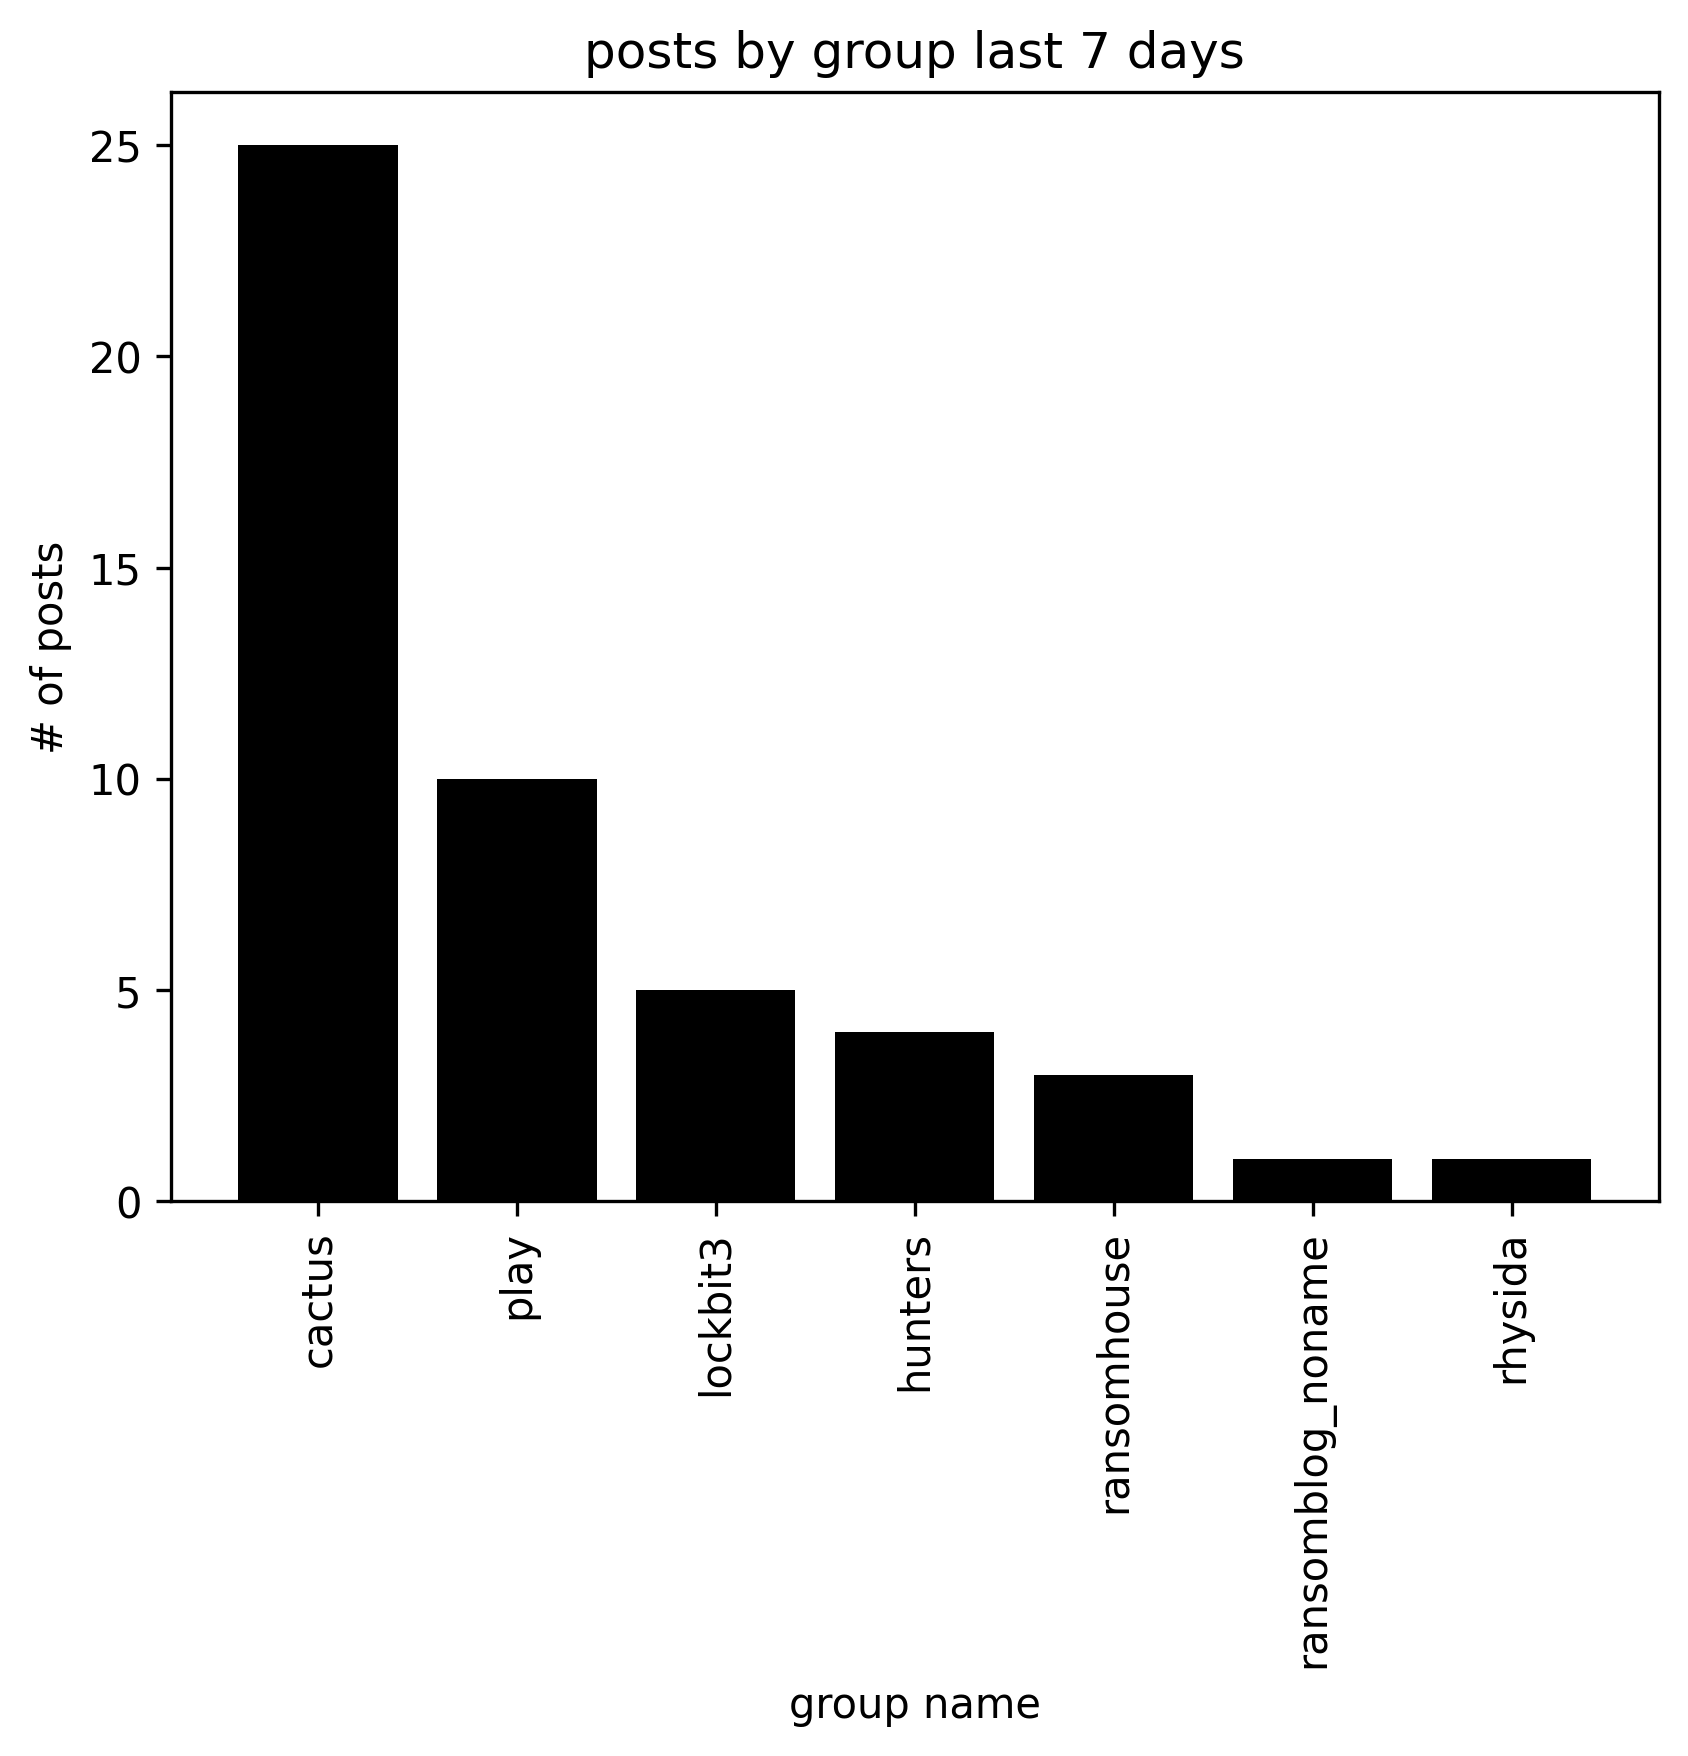 posts by group last 7 days
25
20
15
10
5
0
# of posts
cactus
play
lockbit3
hunters
ransomhouse
ransomblog_noname
rhysida
group name